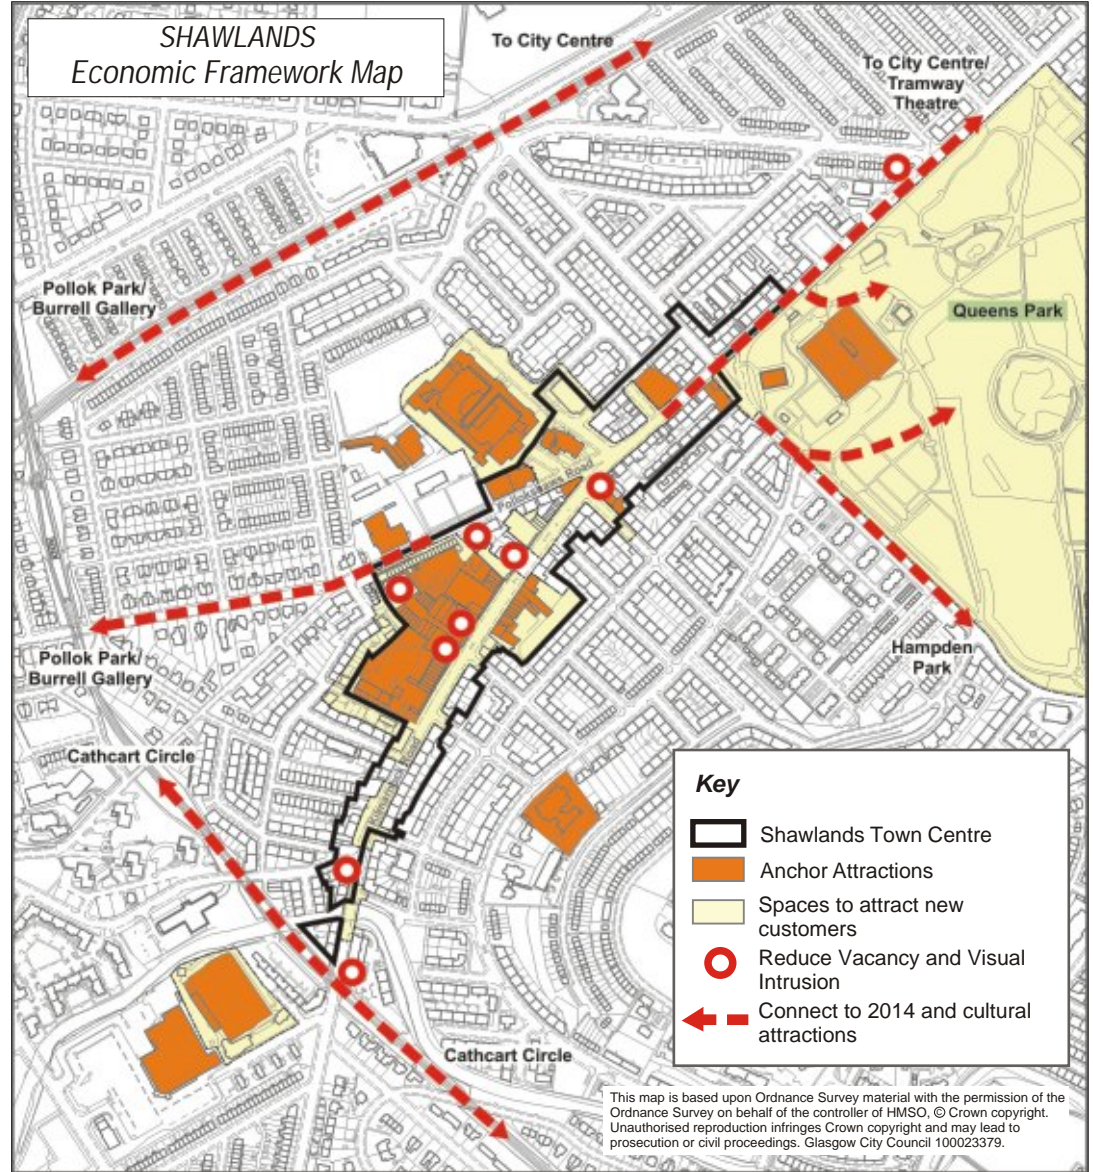 SHAWLANDS
Economic Framework Map
To City Centre
To City Centre/
Tramway
Theatre
Pollok Park/
Burrell Gallery
Queens Park
Pollokshaws Road
Pollok Park/
Burrell Gallery
Hampden
Park
Cathcart Circle
Key
Shawlands Town Centre
Anchor Attractions
Spaces to attract new
customers
Reduce Vacancy and Visual
Intrusion
Connect to 2014 and cultural
attractions
Cathcart Circle
This map is based upon Ordnance Survey material with the permission of the
Ordnance Survey on behalf of the controller of HMSO, © Crown copyright.
Unauthorised reproduction infringes Crown copyright and may lead to
prosecution or civil proceedings. Glasgow City Council 100023379.